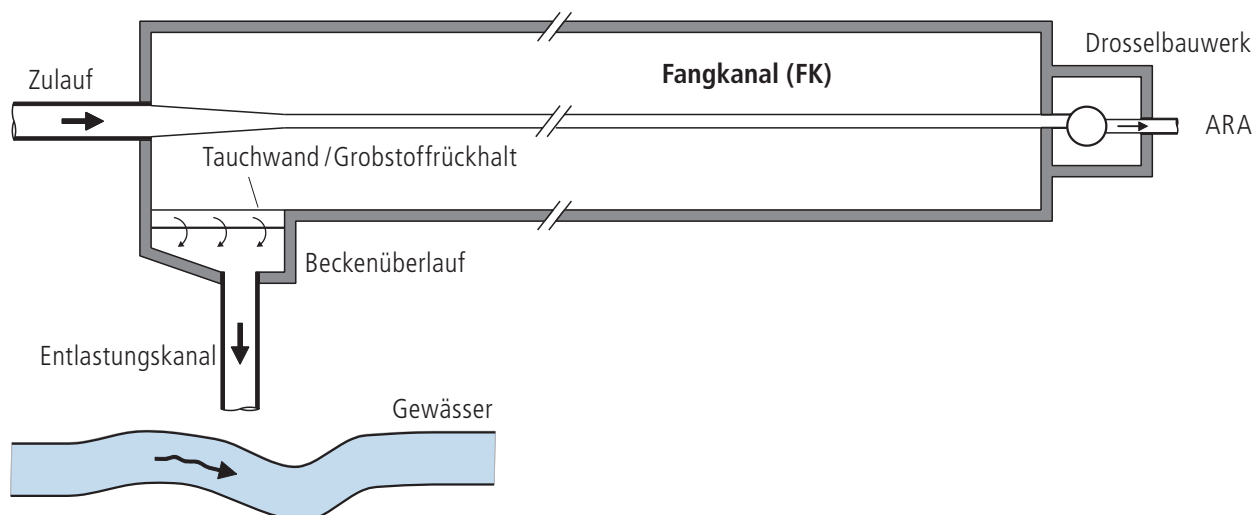 Drosselbauwerk
Zulauf
Fangkanal (FK)
ARA
Tauchwand/Grobstoffrückhalt
Beckenüberlauf
Entlastungskanal
Gewässer